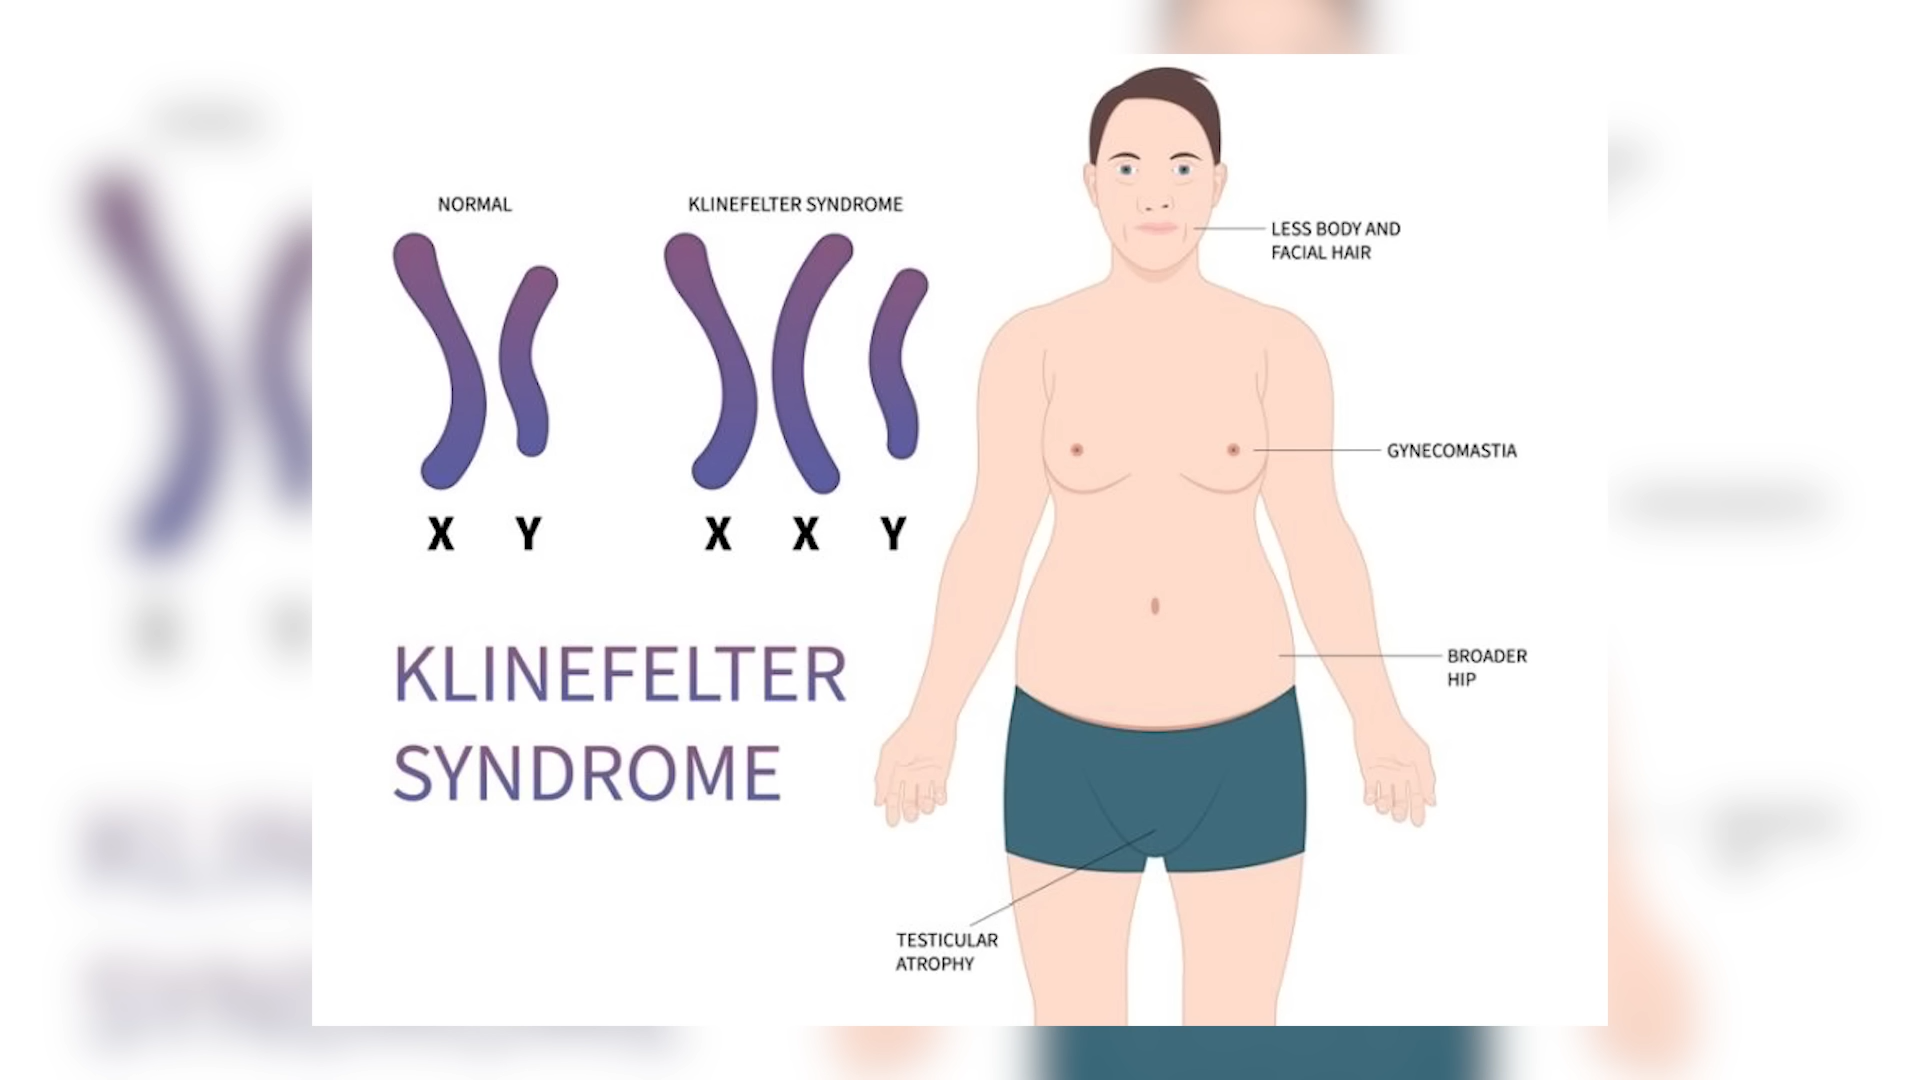 NORMAL
KLINEFELTER SYNDROME
X Y
X X Y
KLINEFELTER
SYNDROME
LESS BODY AND
FACIAL HAIR
GYNECOMASTIA
BROADER
HIP
TESTICULAR
ATROPHY